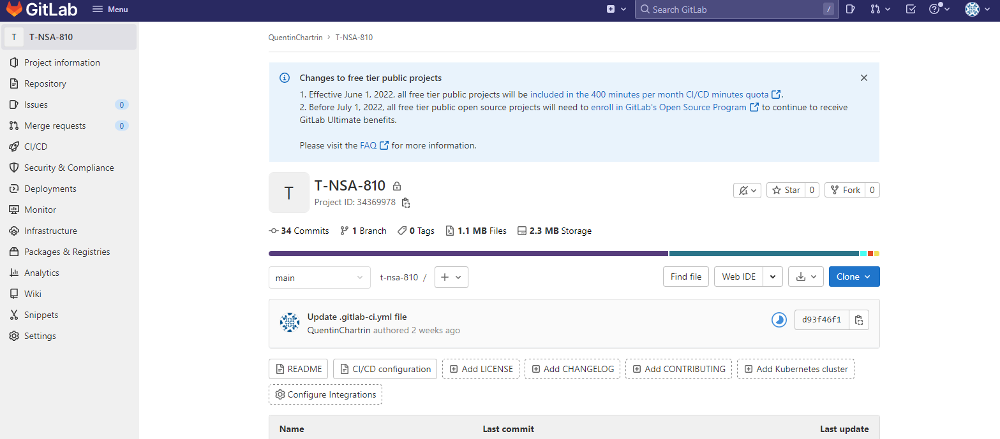 GitLab
Menu
Search GitLab /
T T-NSA-810
Project information
Repository
Issues 0
Merge requests 0
CI/CD
Security & Compliance
Deployments
Monitor
Infrastructure
Packages & Registries
Analytics
Wiki
Snippets
Settings
QuentinChartrin > T-NSA-810
Changes to free tier public projects
1. Effective June 1, 2022, all free tier public projects will be included in the 400 minutes per month CI/CD minutes quota .
2. Before July 1, 2022, all free tier public open source projects will need to enroll in GitLab's Open Source Program to continue to receive
GitLab Ultimate benefits.
Please visit the FAQ for more information.
T
T-NSA-810
Project ID: 34369978
Star 0
Fork 0
34 Commits 1 Branch 0 Tags 1.1 MB Files 2.3 MB Storage
main
t-nsa-810 /
Find file
Web IDE
Clone
Update .gitlab-ci.yml file
QuentinChartrin authored 2 weeks ago
d93f46f1
README
CI/CD configuration
Add LICENSE
Add CHANGELOG
Add CONTRIBUTING
Add Kubernetes cluster
Configure Integrations
Name Last commit Last update